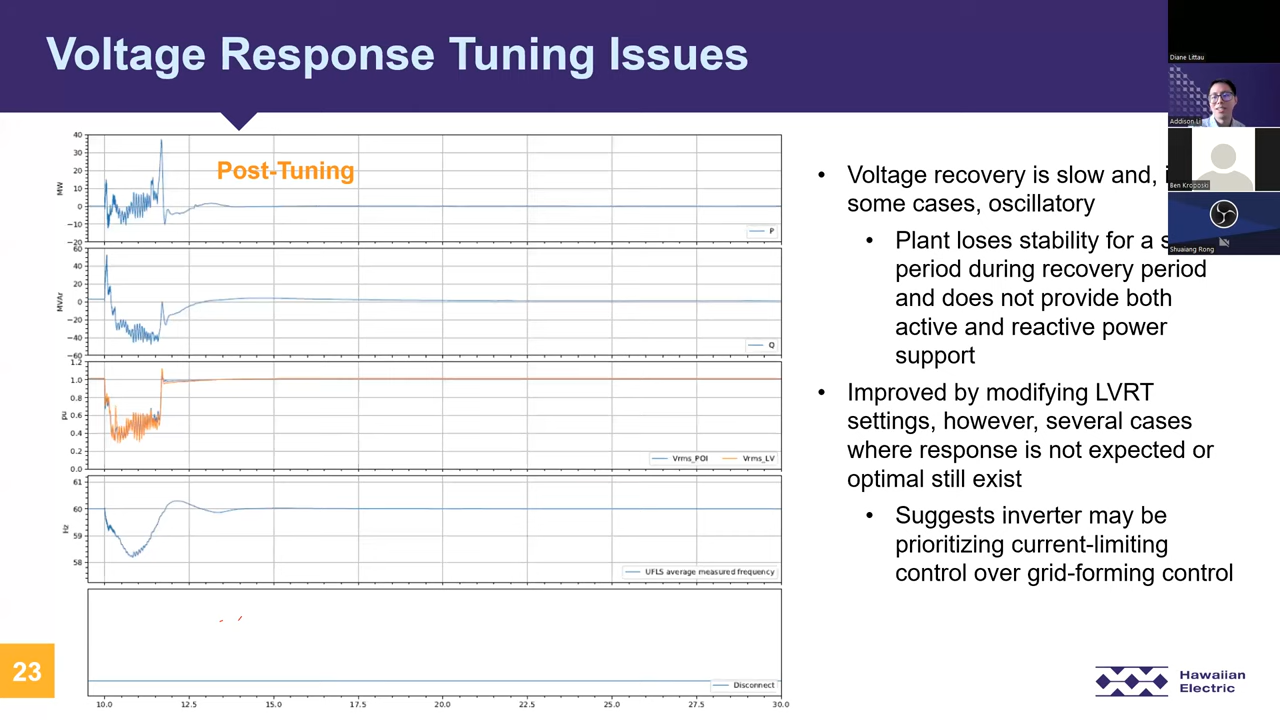 Voltage Response Tuning Issues
Diane Littau
Addison Li
Ben Kroposki
Shuaiang Rong
Post-Tuning
40
30
20
10
0
−10
−20
MW
P
60
40
20
0
−20
−40
−60
MVAr
Q
1.2
1.0
0.8
0.6
0.4
0.2
0.0
pu
Vrms_POI Vrms_LV
61
60
59
58
Hz
UFLS average measured frequency
Disconnect
10.0 12.5 15.0 17.5 20.0 22.5 25.0 27.5 30.0
• Voltage recovery is slow and,
some cases, oscillatory
• Plant loses stability for a
period during recovery period
and does not provide both
active and reactive power
support
• Improved by modifying LVRT
settings, however, several cases
where response is not expected or
optimal still exist
• Suggests inverter may be
prioritizing current-limiting
control over grid-forming control
23
Hawaiian
Electric